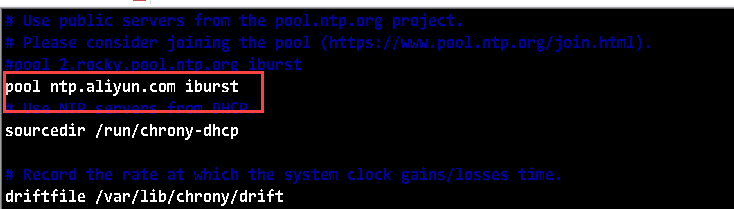 # Use public servers from the pool.ntp.org project.
# Please consider joining the pool (https://www.pool.ntp.org/join.html).
#pool 2.rocky.pool.ntp.org iburst
pool ntp.aliyun.com iburst
# Use NTP servers from DHCP.
sourcedir /run/chrony-dhcp
# Record the rate at which the system clock gains/losses time.
driftfile /var/lib/chrony/drift